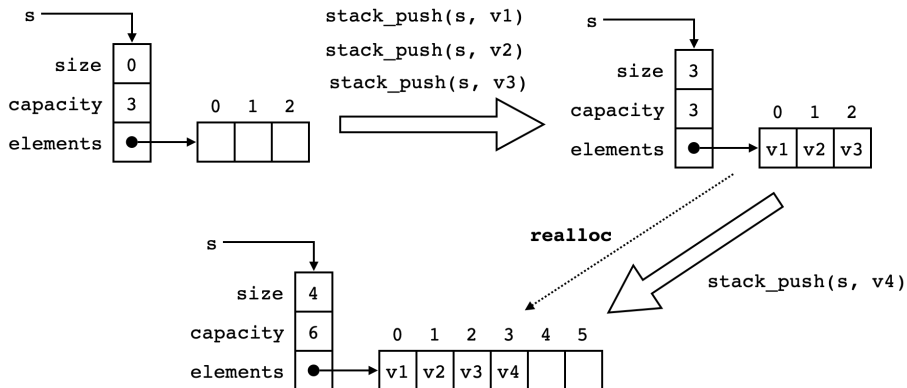 s
size 0
capacity 3
elements
0 1 2
stack_push(s, v1)
stack_push(s, v2)
stack_push(s, v3)
s
size 3
capacity 3
elements
0 1 2
v1 v2 v3
realloc
stack_push(s, v4)
s
size 4
capacity 6
elements
0 1 2 3 4 5
v1 v2 v3 v4